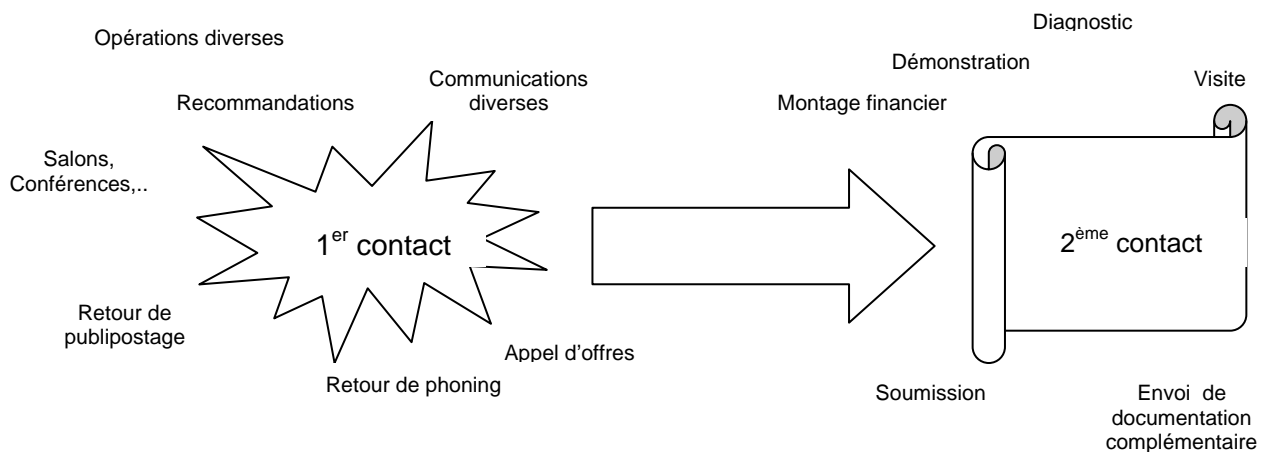 Opérations diverses
Recommandations
Communications
diverses
Salons,
Conférences,..
1er contact
Retour de
publipostage
Retour de phoning
Appel d’offres
Diagnostic
Démonstration
Montage financier
Visite
2ème contact
Soumission
Envoi de
documentation
complémentaire